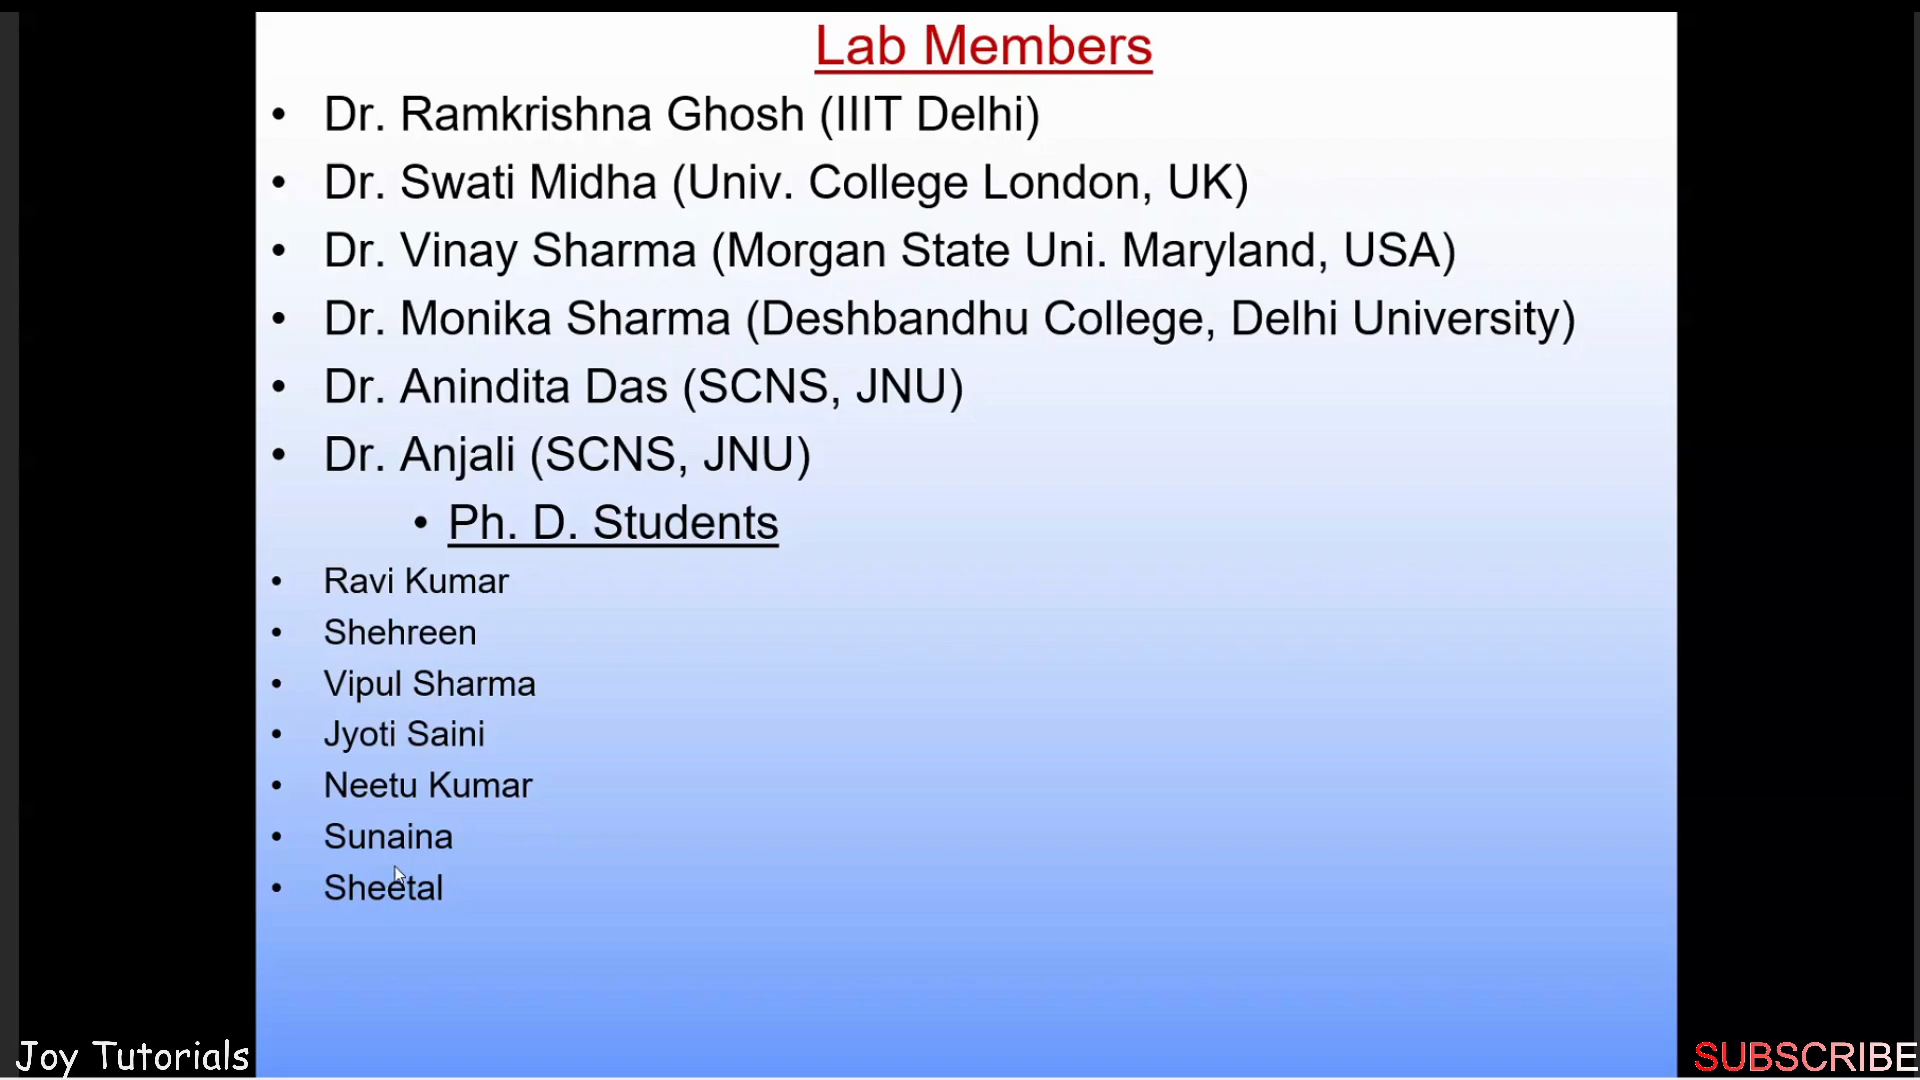 Lab Members
• Dr. Ramkrishna Ghosh (IIIT Delhi)
• Dr. Swati Midha (Univ. College London, UK)
• Dr. Vinay Sharma (Morgan State Uni. Maryland, USA)
• Dr. Monika Sharma (Deshbandhu College, Delhi University)
• Dr. Anindita Das (SCNS, JNU)
• Dr. Anjali (SCNS, JNU)
• Ph. D. Students
• Ravi Kumar
• Shehreen
• Vipul Sharma
• Jyoti Saini
• Neetu Kumar
• Sunaina
• Sheetal
Joy Tutorials
SUBSCRIBE